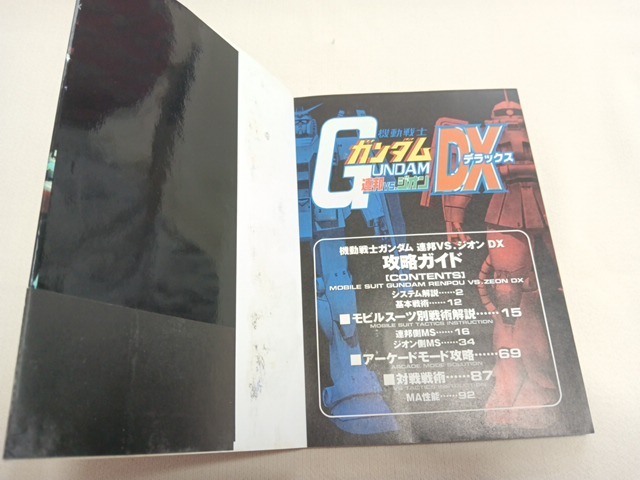 機動戦士
ガンダム
GUNDAM
連邦VS.ジオン
DX
デラックス
機動戦士ガンダム 連邦VS.ジオン DX
攻略ガイド
[CONTENTS]
MOBILE SUIT GUNDAM RENPOU VS. ZEON DX
システム解説……2
基本戦術……12
■モビルスーツ別戦術解説……15
MOBILE SUIT TACTICS INSTRUCTION
連邦側MS……16
ジオン側MS……34
■アーケードモード攻略……69
ARCADE MODE SOLUTION
■対戦戦術……87
MA性能……92